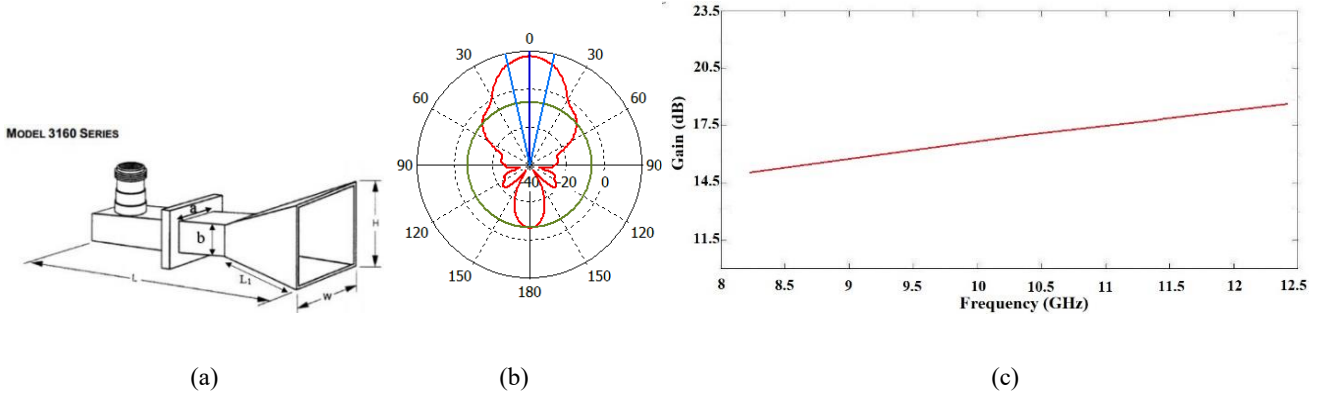 MODEL 3160 SERIES
a
b
H
L
L1
W
0
30 30
60 60
90 90
-40 -20 0
120 120
150 150
180
23.5
20.5
17.5
14.5
11.5
Gain (dB)
8 8.5 9 9.5 10 10.5 11 11.5 12 12.5
Frequency (GHz)
(a) (b) (c)